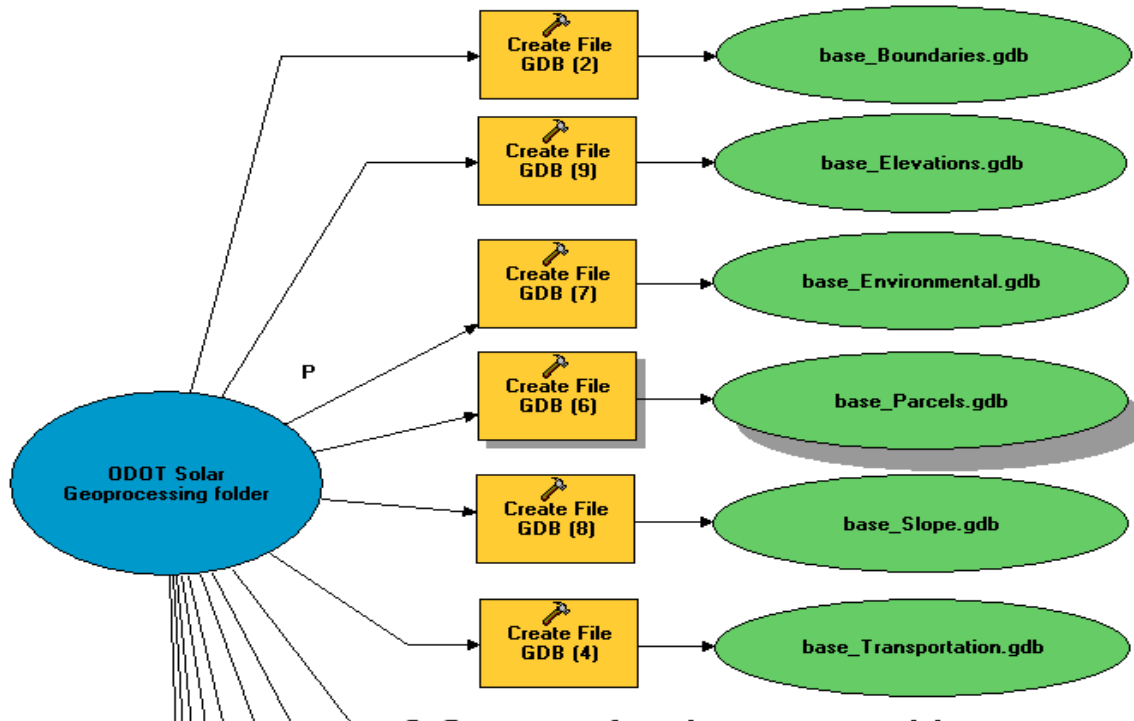 Create File
GDB (2)
base_Boundaries.gdb
Create File
GDB (9)
base_Elevations.gdb
Create File
GDB (7)
base_Environmental.gdb
P
Create File
GDB (6)
base_Parcels.gdb
ODOT Solar
Geoprocessing folder
Create File
GDB (8)
base_Slope.gdb
Create File
GDB (4)
base_Transportation.gdb